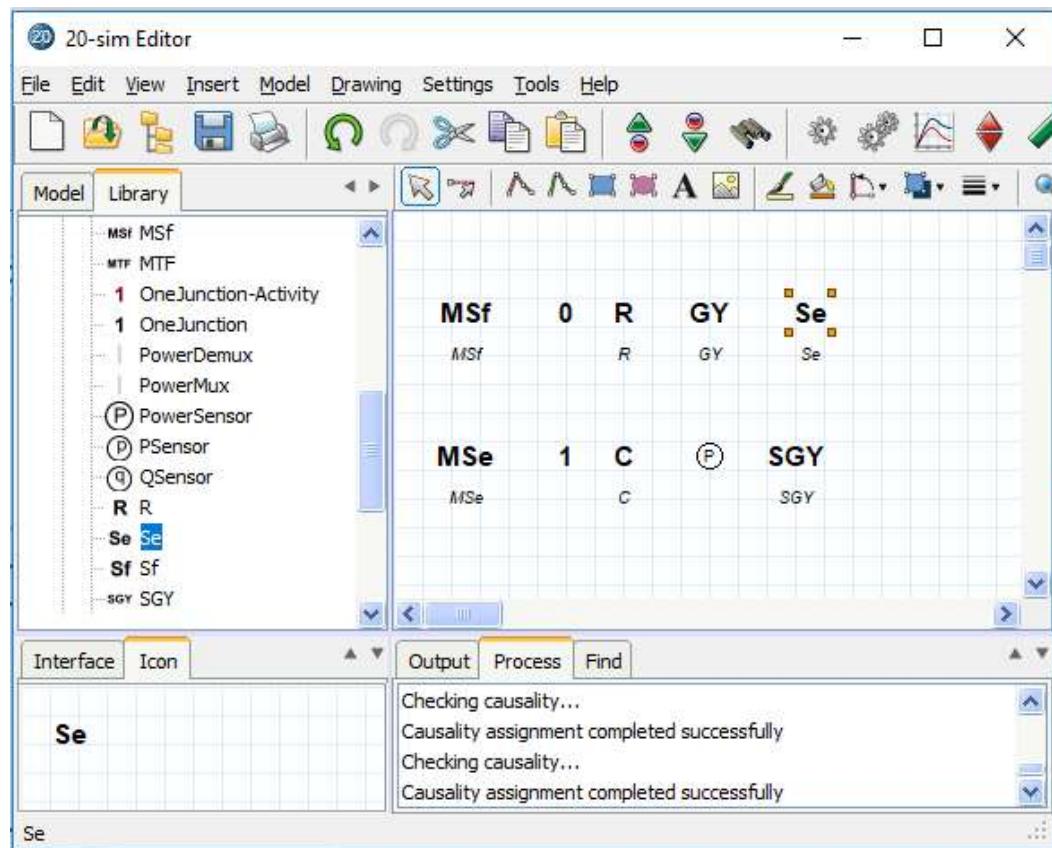 20 20-sim Editor
File Edit View Insert Model Drawing Settings Tools Help
Model Library
A
MSf MSf
MTF MTF
1 OneJunction-Activity
1 OneJunction
PowerDemux
PowerMux
P PowerSensor
p PSensor
q QSensor
R R
Se Se
Sf Sf
SGY SGY
MSf 0 R GY Se
MSf R GY Se
MSe 1 C P SGY
MSe C SGY
Interface Icon
Se
Output Process Find
Checking causality...
Causality assignment completed successfully
Checking causality...
Causality assignment completed successfully
Se